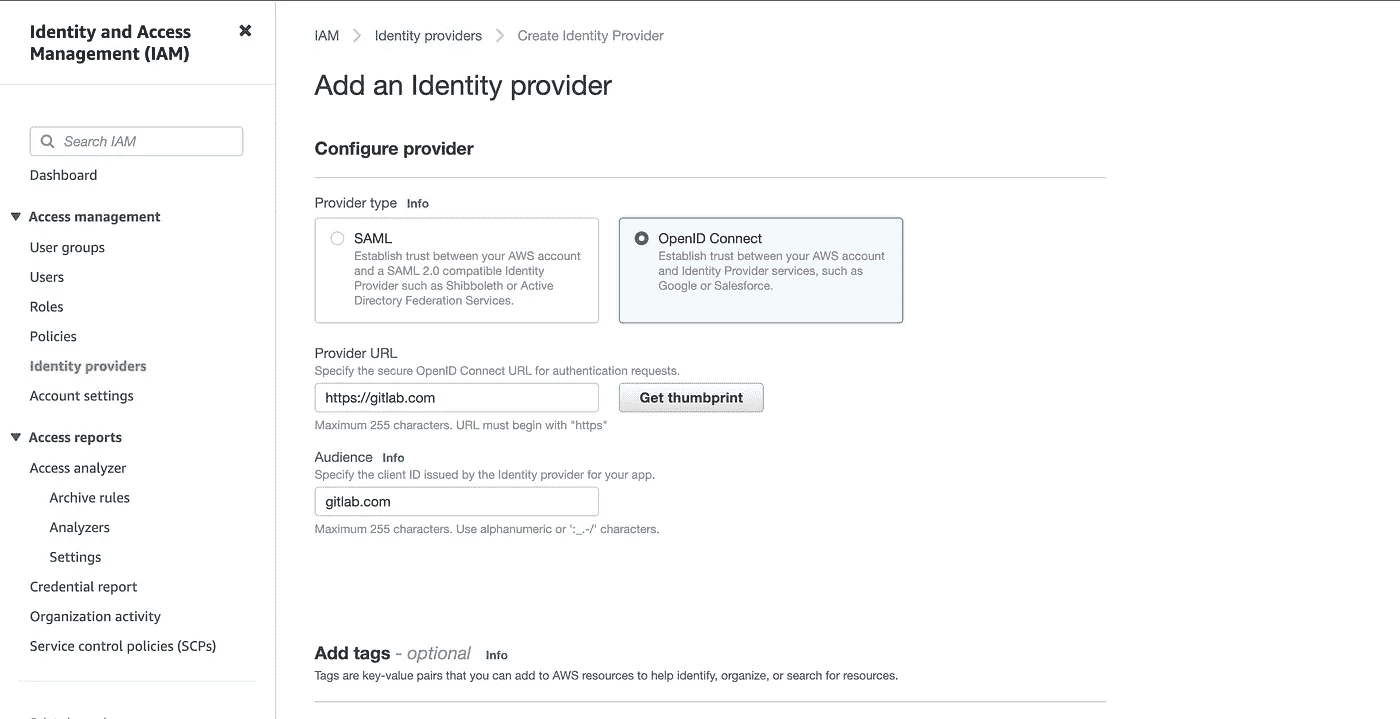 Identity and Access
Management (IAM)
Search IAM
Dashboard
Access management
User groups
Users
Roles
Policies
Identity providers
Account settings
Access reports
Access analyzer
Archive rules
Analyzers
Settings
Credential report
Organization activity
Service control policies (SCPs)
IAM
Identity providers
Create Identity Provider
Add an Identity provider
Configure provider
Provider type Info
SAML
Establish trust between your AWS account
and a SAML 2.0 compatible Identity
Provider such as Shibboleth or Active
Directory Federation Services.
OpenID Connect
Establish trust between your AWS account
and Identity Provider services, such as
Google or Salesforce.
Provider URL
Specify the secure OpenID Connect URL for authentication requests.
https://gitlab.com
Get thumbprint
Maximum 255 characters. URL must begin with "https"
Audience Info
Specify the client ID issued by the Identity provider for your app.
gitlab.com
Maximum 255 characters. Use alphanumeric or ':_.-/' characters.
Add tags - optional Info
Tags are key-value pairs that you can add to AWS resources to help identify, organize, or search for resources.